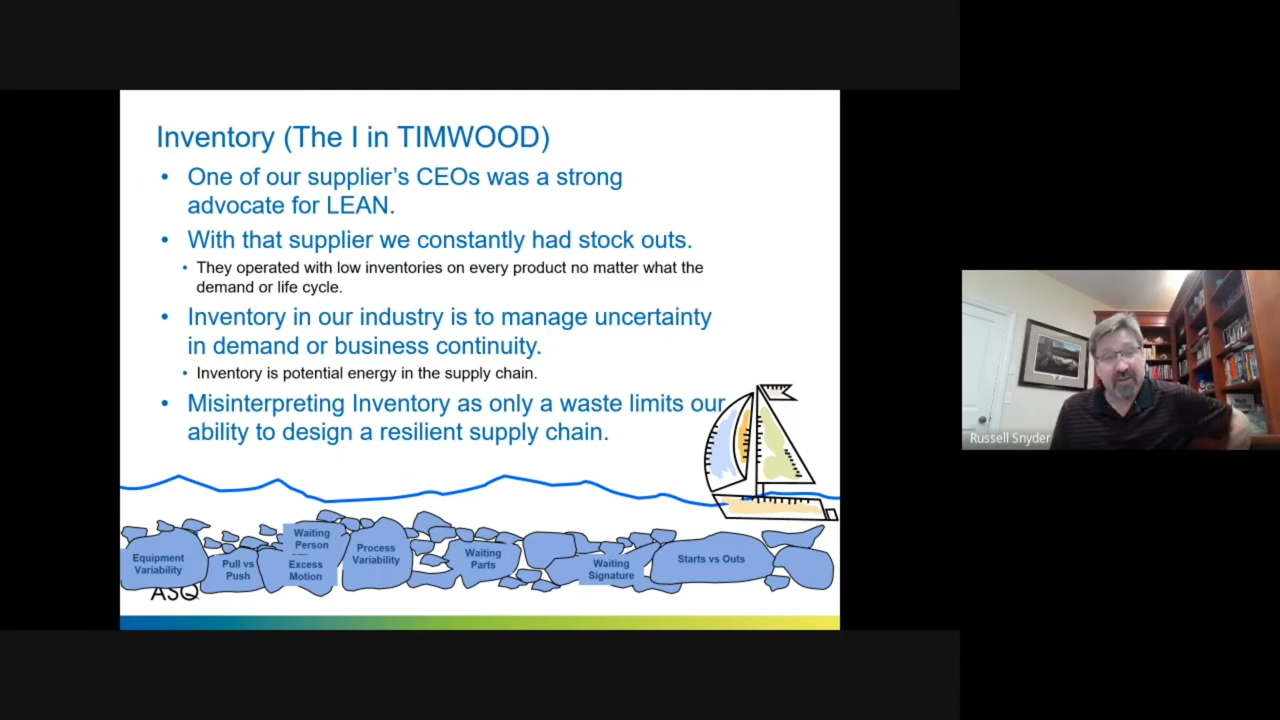 Inventory (The I in TIMWOOD)
• One of our supplier's CEOs was a strong
advocate for LEAN.
• With that supplier we constantly had stock outs.
• They operated with low inventories on every product no matter what the
demand or life cycle.
• Inventory in our industry is to manage uncertainty
in demand or business continuity.
• Inventory is potential energy in the supply chain.
• Misinterpreting Inventory as only a waste limits our
ability to design a resilient supply chain.
Equipment
Variability
Pull vs
Push
Waiting
Person
Excess
Motion
Process
Variability
Waiting
Parts
Waiting
Signature
Starts vs Outs
ASQ
Russell Snyder